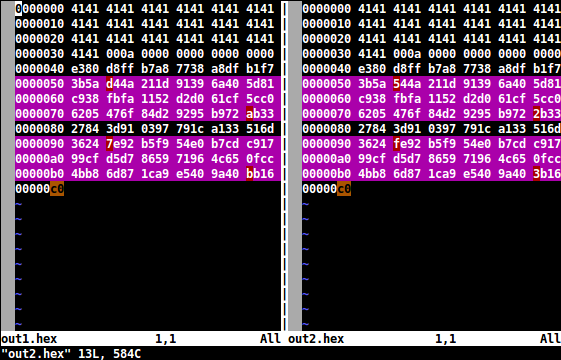 0000000 4141 4141 4141 4141 4141 4141 0000000 4141 4141 4141 4141 4141 4141
0000010 4141 4141 4141 4141 4141 4141 0000010 4141 4141 4141 4141 4141 4141
0000020 4141 4141 4141 4141 4141 4141 0000020 4141 4141 4141 4141 4141 4141
0000030 4141 000a 0000 0000 0000 0000 0000030 4141 000a 0000 0000 0000 0000
0000040 e380 d8ff b7a8 7738 a8df b1f7 0000040 e380 d8ff b7a8 7738 a8df b1f7
0000050 3b5a d44a 211d 9139 6a40 5d81 0000050 3b5a 544a 211d 9139 6a40 5d81
0000060 c938 fbfa 1152 d2d0 61cf 5cc0 0000060 c938 fbfa 1152 d2d0 61cf 5cc0
0000070 6205 476f 84d2 9295 b972 ab33 0000070 6205 476f 84d2 9295 b972 2b33
0000080 2784 3d91 0397 791c a133 516d 0000080 2784 3d91 0397 791c a133 516d
0000090 3624 7e92 b5f9 54e0 b7cd c917 0000090 3624 fe92 b5f9 54e0 b7cd c917
00000a0 99cf d5d7 8659 7196 4c65 0fcc 00000a0 99cf d5d7 8659 7196 4c65 0fcc
00000b0 4bb8 6d87 1ca9 e540 9a40 bb16 00000b0 4bb8 6d87 1ca9 e540 9a40 3b16
00000c0 00000c0
~ ~
~ ~
~ ~
~ ~
~ ~
~ ~
~ ~
~ ~
~ ~
out1.hex 1,1 All out2.hex 1,1 All
"out2.hex" 13L, 584C